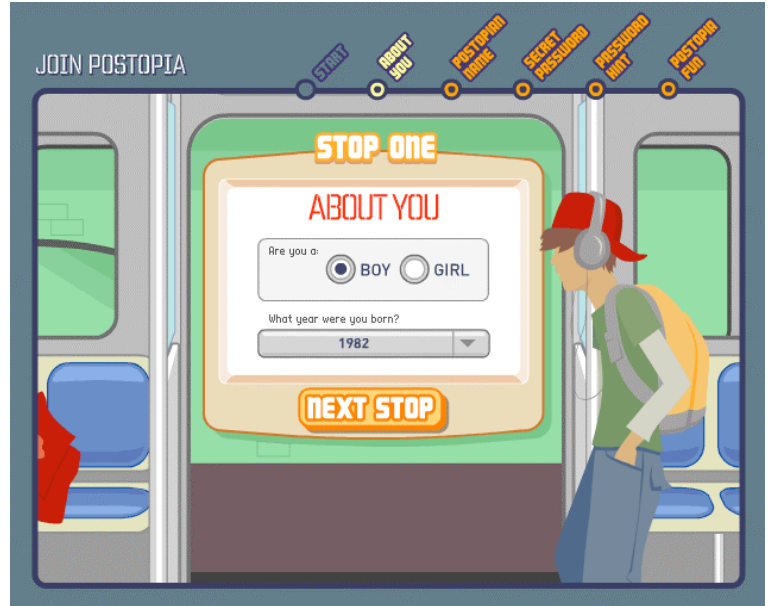 JOIN POSTOPIA
START
ABOUT
YOU
POSTOPIAN
NAME
SECRET
PASSWORD
PASSWORD
HINT
POSTOPIA
FUN
STOP ONE
ABOUT YOU
Are you a:
BOY
GIRL
What year were you born?
1982
NEXT STOP